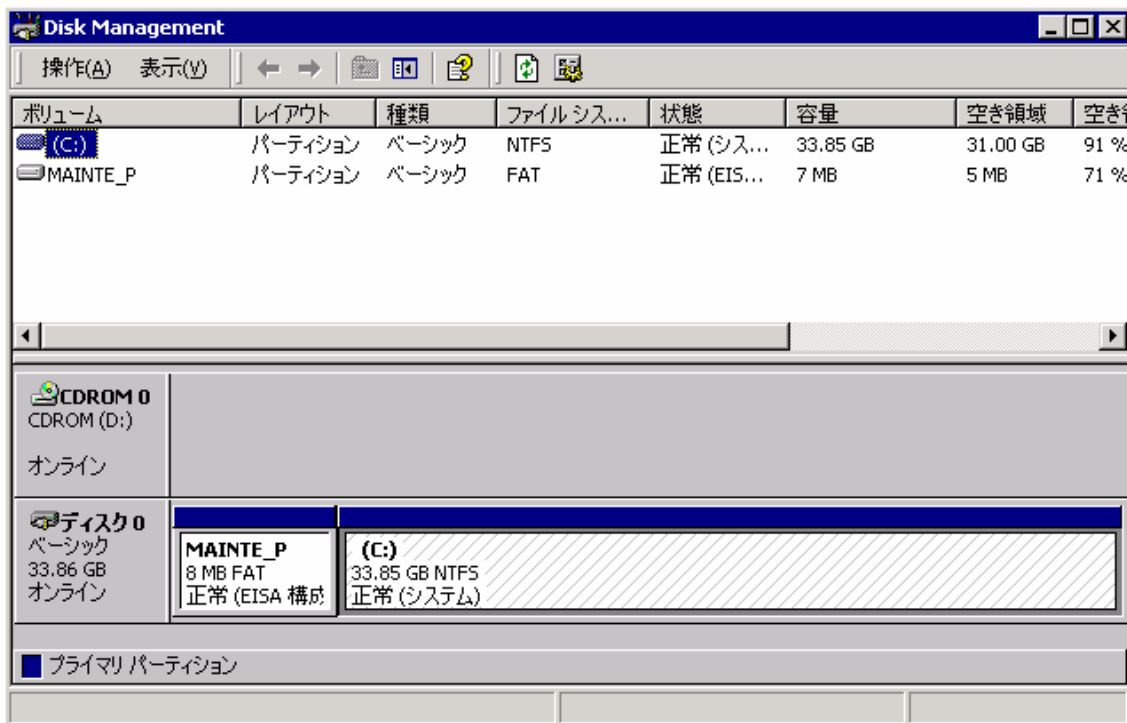 Disk Management
操作(A) 表示(V)
ボリューム レイアウト 種類 ファイル シス... 状態 容量 空き領域 空き
(C:) パーティション ベーシック NTFS 正常 (シス... 33.85 GB 31.00 GB 91 %
MAINTE_P パーティション ベーシック FAT 正常 (EIS... 7 MB 5 MB 71 %
CDROM 0
CDROM (D:)
オンライン
ディスク 0
ベーシック
33.86 GB
オンライン
MAINTE_P
8 MB FAT
正常 (EISA 構成
(C:)
33.85 GB NTFS
正常 (システム)
プライマリ パーティション